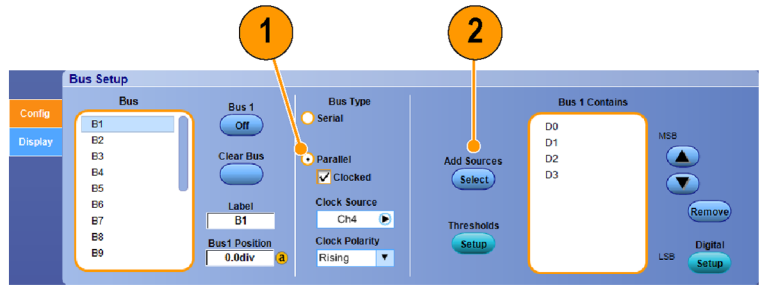 1
2
Bus Setup
Config
Display
Bus
B1
B2
B3
B4
B5
B6
B7
B8
B9
Bus 1
Off
Clear Bus
Label
B1
Bus1 Position
0.0div
a
Bus Type
Serial
Parallel
Clocked
Clock Source
Ch4
Clock Polarity
Rising
Add Sources
Select
Thresholds
Setup
Bus 1 Contains
D0
D1
D2
D3
MSB
Remove
LSB
Digital
Setup